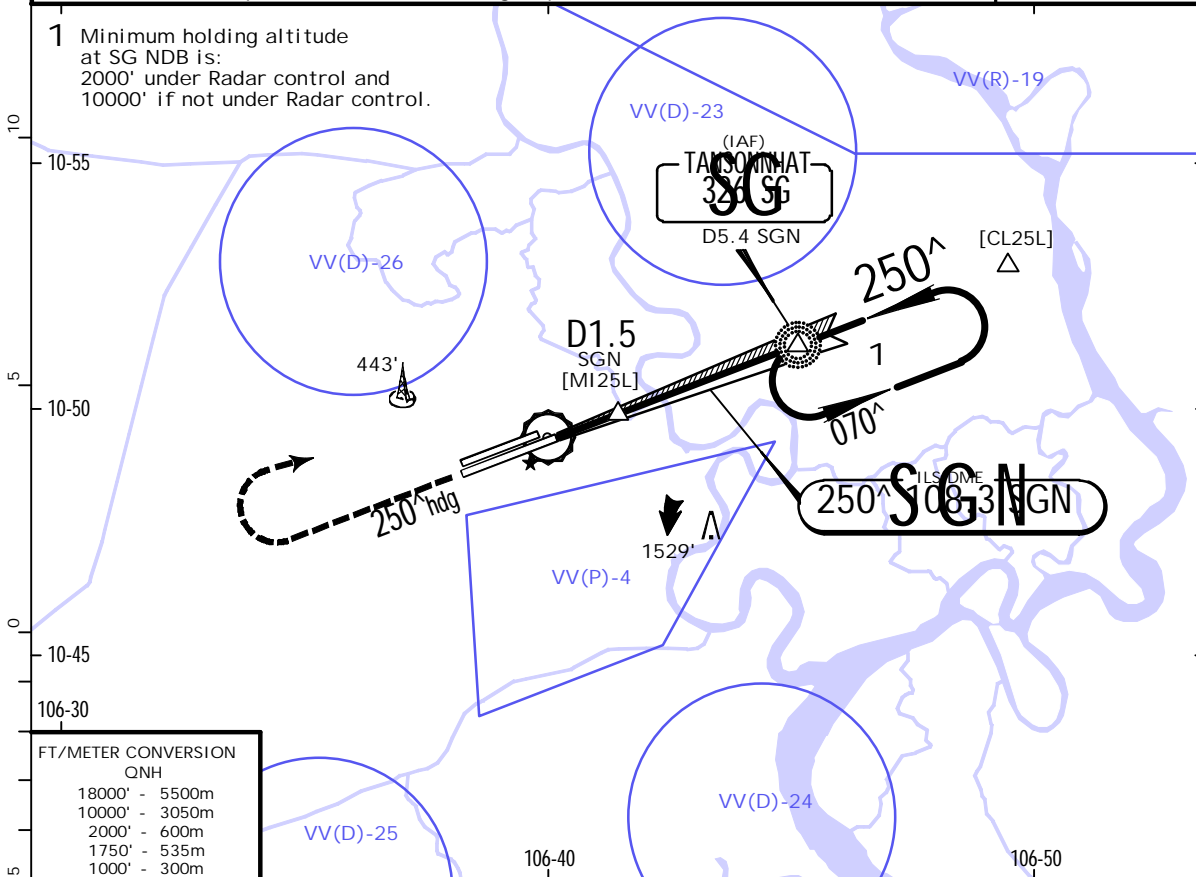 1 Minimum holding altitude
at SG NDB is:
2000' under Radar control and
10000' if not under Radar control.
VV(R)-19
VV(D)-23
10
10-55
(IAF)
TANSONNHAT
326 SG
SG
D5.4 SGN
[CL25L]
VV(D)-26
250^
D1.5
SGN
[MI25L]
443'
1
5
10-50
070^
ILS DME
250^ 108.3 SGN
SGN
250^hdg
1529'
VV(P)-4
0
10-45
106-30
FT/METER CONVERSION
QNH
18000' - 5500m
10000' - 3050m
2000' - 600m
1750' - 535m
1000' - 300m
VV(D)-25
VV(D)-24
106-40
106-50
5